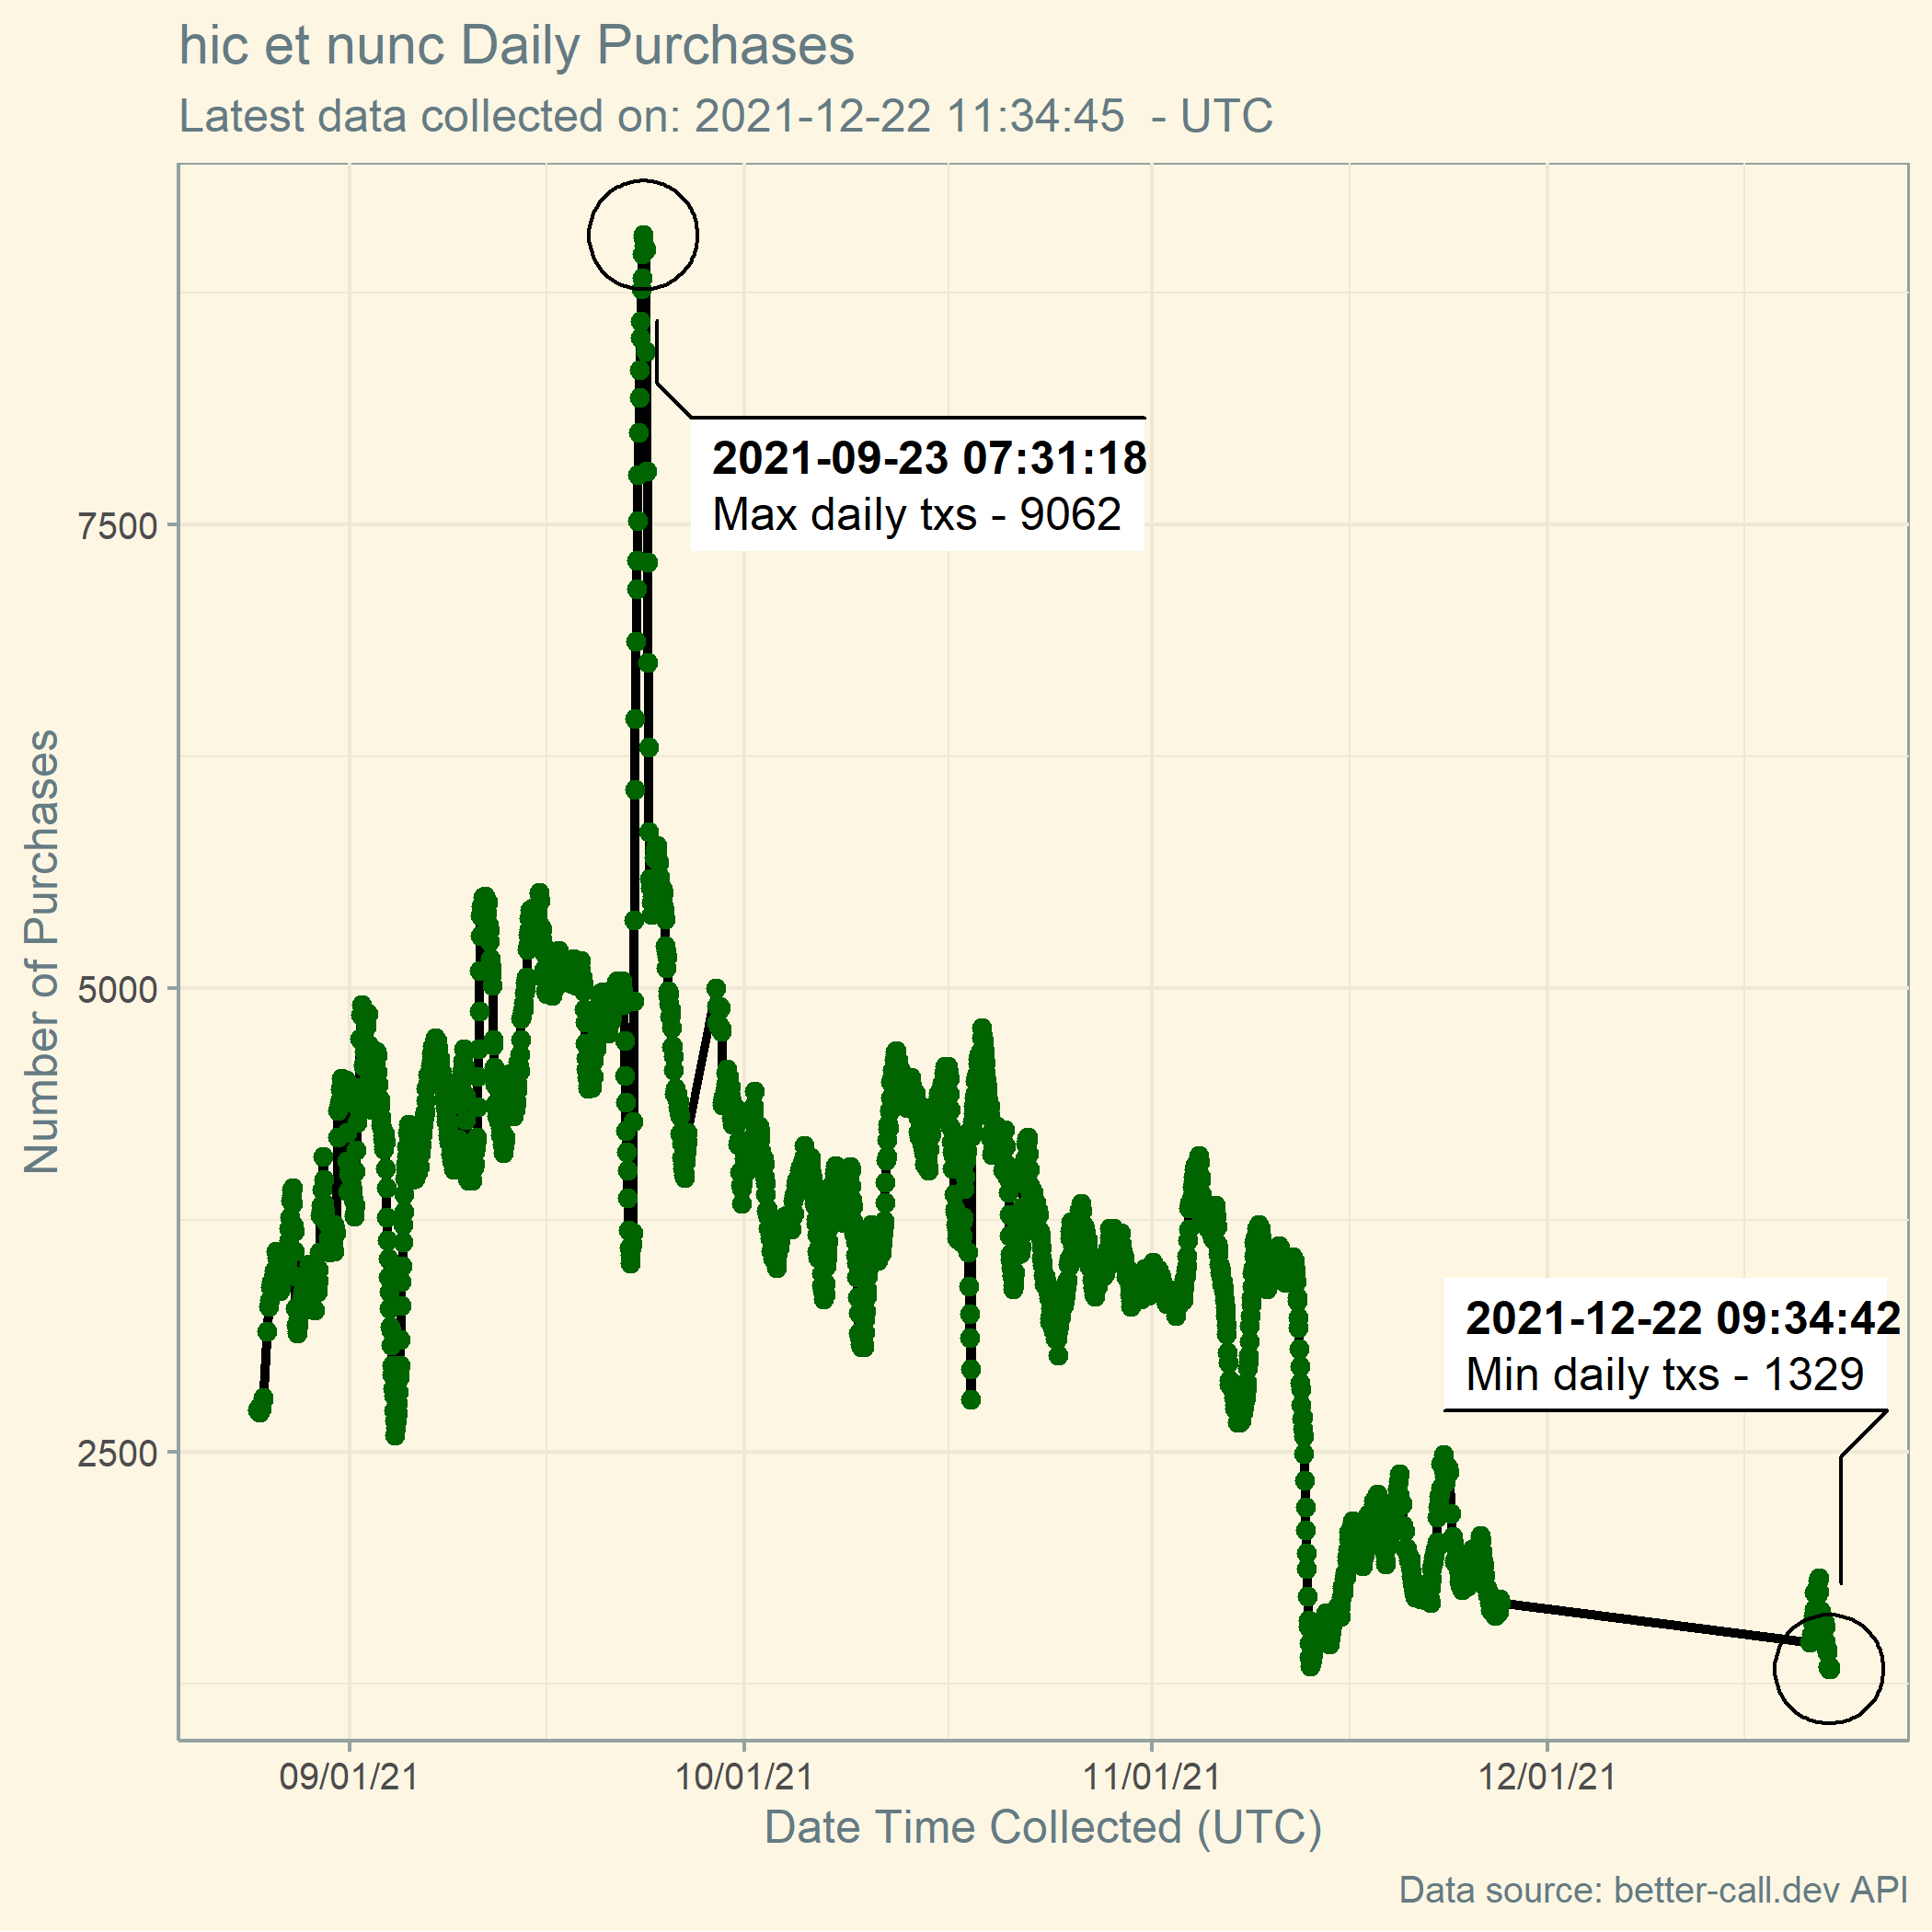 hic et nunc Daily Purchases
Latest data collected on: 2021-12-22 11:34:45  - UTC
2021-09-23 07:31:18
Max daily txs - 9062
7500
5000
2500
Number of Purchases
2021-12-22 09:34:42
Min daily txs - 1329
09/01/21
10/01/21
11/01/21
12/01/21
Date Time Collected (UTC)
Data source: better-call.dev API